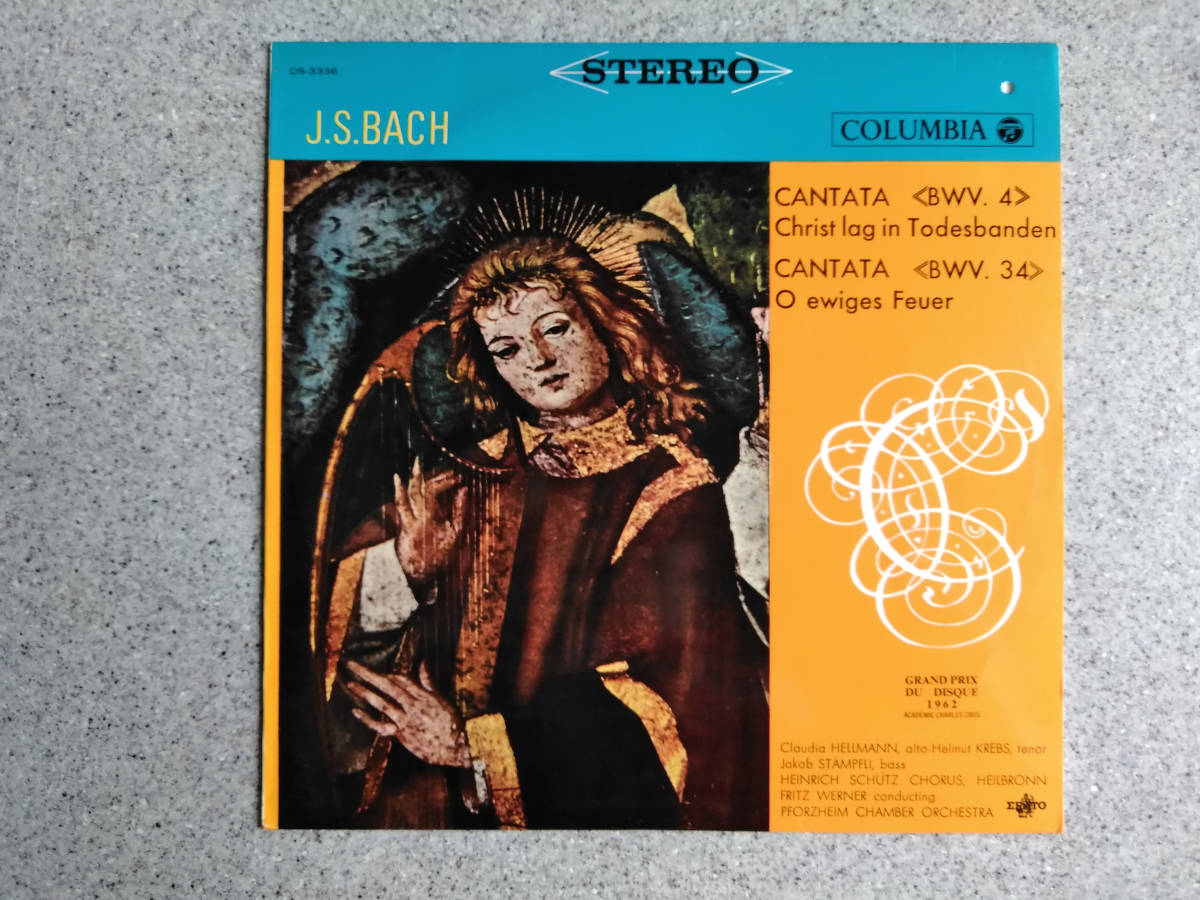 OS-3336
STEREO
J.S.BACH
COLUMBIA
CANTATA <BWV. 4>
Christ lag in Todesbanden
CANTATA <BWV. 34>
O ewiges Feuer
GRAND PRIX
DU DISQUE
1962
ACADEMIE CHARLES CROS
Claudia HELLMANN, alto-Helmut KREBS, tenor
Jakob STAMPFLI, bass
HEINRICH SCHÜTZ CHORUS, HEILBRONN
FRITZ WERNER conducting
PFORZHEIM CHAMBER ORCHESTRA